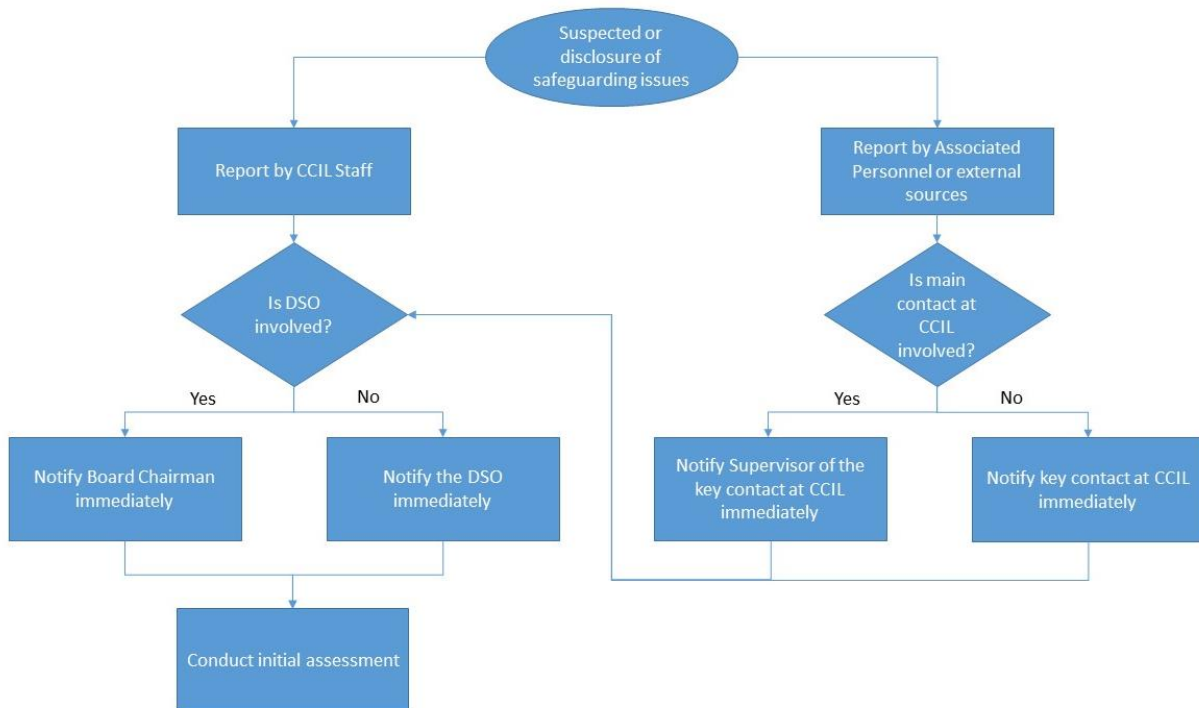 Suspected or
disclosure of
safeguarding issues
Report by CCIL Staff
Report by Associated
Personnel or external
sources
Is DSO
involved?
Is main
contact at
CCIL
involved?
Yes
No
Yes
No
Notify Board Chairman
immediately
Notify the DSO
immediately
Notify Supervisor of the
key contact at CCIL
immediately
Notify key contact at CCIL
immediately
Conduct initial assessment